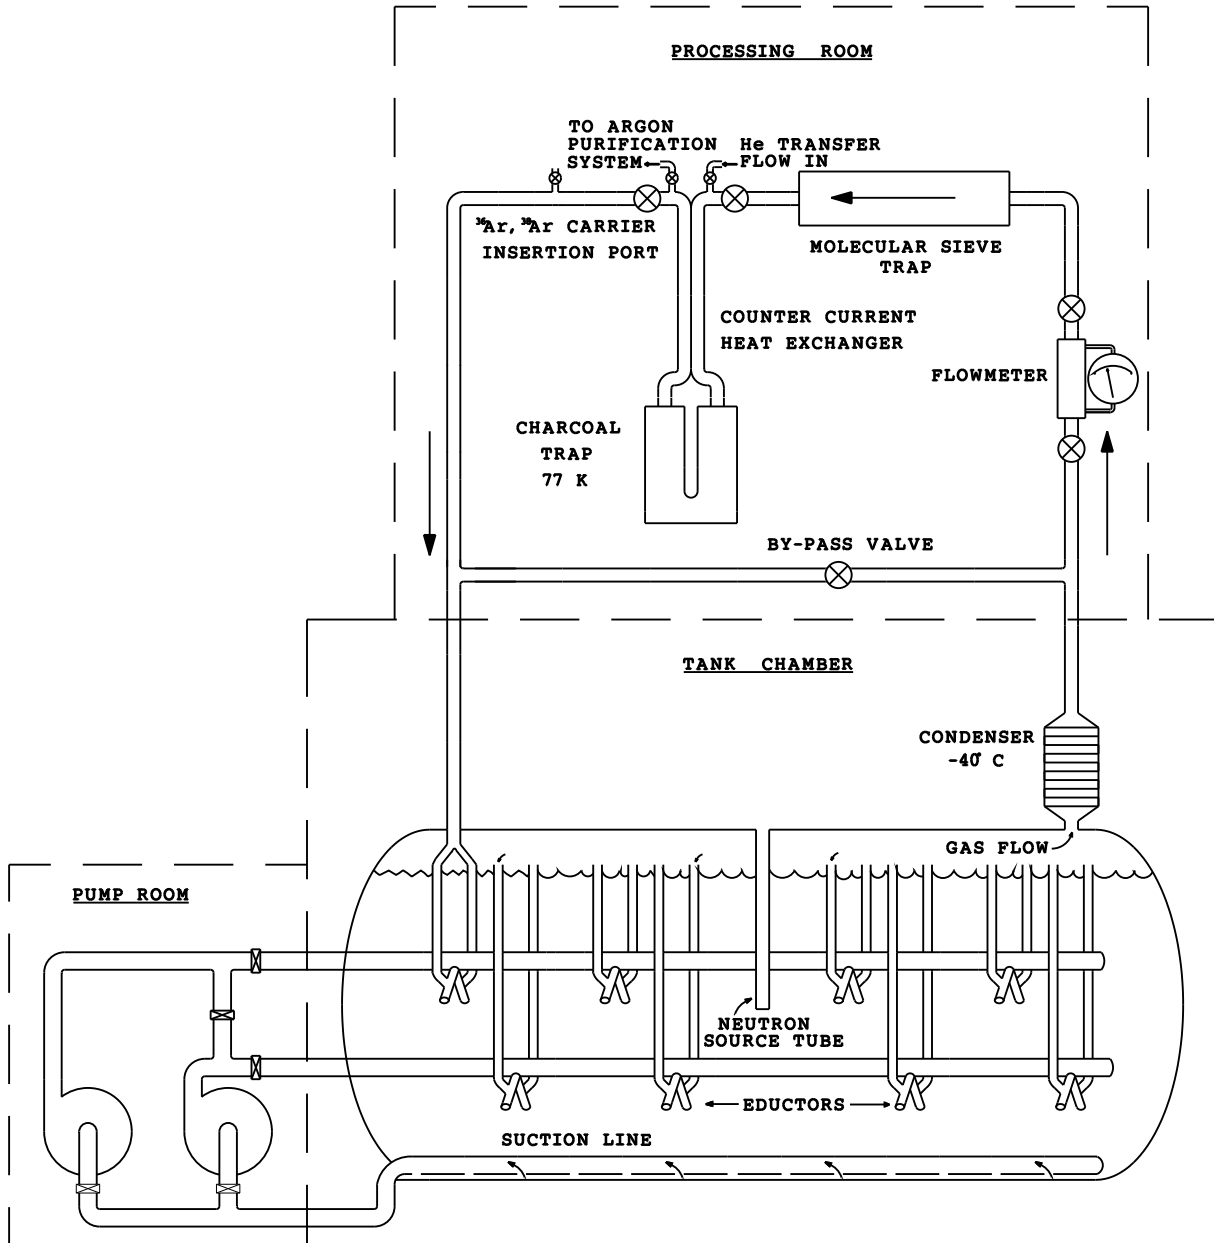 PROCESSING ROOM
TO ARGON
PURIFICATION
SYSTEM
He TRANSFER
FLOW IN
³⁶Ar, ³⁸Ar CARRIER
INSERTION PORT
MOLECULAR SIEVE
TRAP
COUNTER CURRENT
HEAT EXCHANGER
FLOWMETER
CHARCOAL
TRAP
77 K
BY-PASS VALVE
TANK CHAMBER
CONDENSER
-40° C
GAS FLOW
PUMP ROOM
NEUTRON
SOURCE TUBE
EDUCTORS
SUCTION LINE